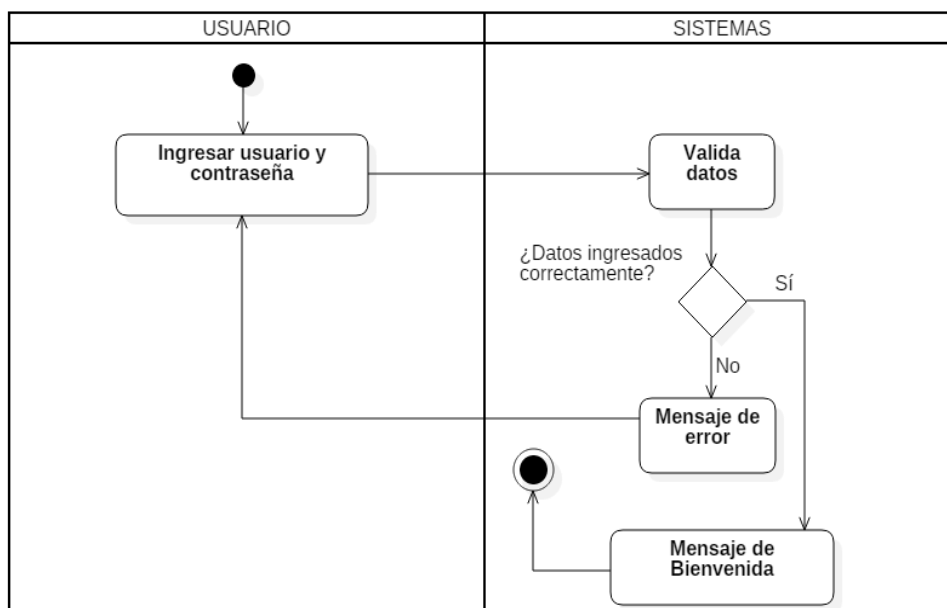 USUARIO
SISTEMAS
Ingresar usuario y
contraseña
Valida
datos
¿Datos ingresados
correctamente?
Sí
No
Mensaje de
error
Mensaje de
Bienvenida